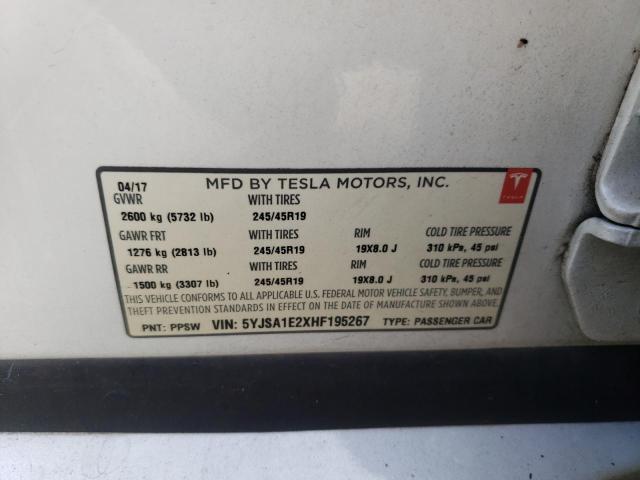 04/17 MFD BY TESLA MOTORS, INC.
GVWR WITH TIRES
2600 kg (5732 lb) 245/45R19
GAWR FRT WITH TIRES RIM COLD TIRE PRESSURE
1276 kg (2813 lb) 245/45R19 19X8.0 J 310 kPa, 45 psi
GAWR RR WITH TIRES RIM COLD TIRE PRESSURE
1500 kg (3307 lb) 245/45R19 19X8.0 J 310 kPa, 45 psi
THIS VEHICLE CONFORMS TO ALL APPLICABLE U.S. FEDERAL MOTOR VEHICLE SAFETY, BUMPER, AND
THEFT PREVENTION STANDARDS IN EFFECT ON THE DATE OF MANUFACTURE SHOWN ABOVE.
PNT: PPSW VIN: 5YJSA1E2XHF195267 TYPE: PASSENGER CAR
TESLA